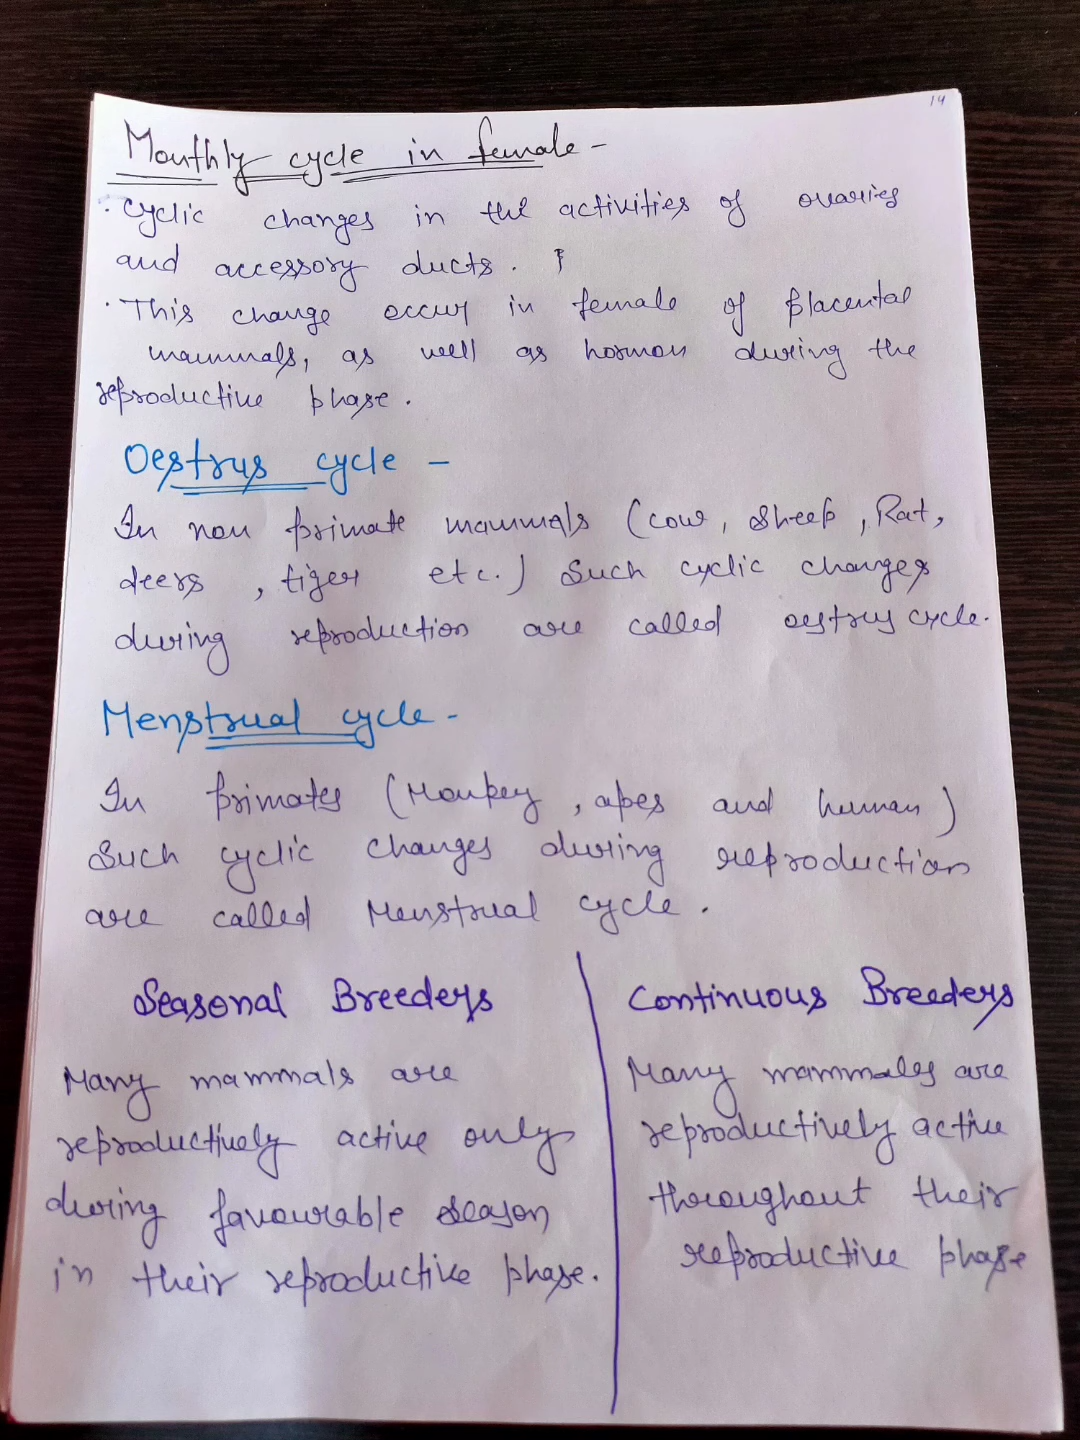 14
Monthly cycle in female -
· Cyclic changes in the activities of ovaries
and accessory ducts.
· This change occur in female of placental
mammals, as well as hormon during the
reproductive phase.
Oestrus cycle -
In non primate mammals (cow, sheep, Rat,
deers, tiger etc.) Such cyclic changes
during reproduction are called oestrus cycle.
Menstrual cycle -
In primates (Monkey, apes and human)
Such cyclic changes during reproduction
are called Menstrual cycle.
Seasonal Breeders
Many mammals are
reproductively active only
during favourable season
in their reproductive phase.
Continuous Breeders
Many mammales are
reproductively active
throughout their
reproductive phase